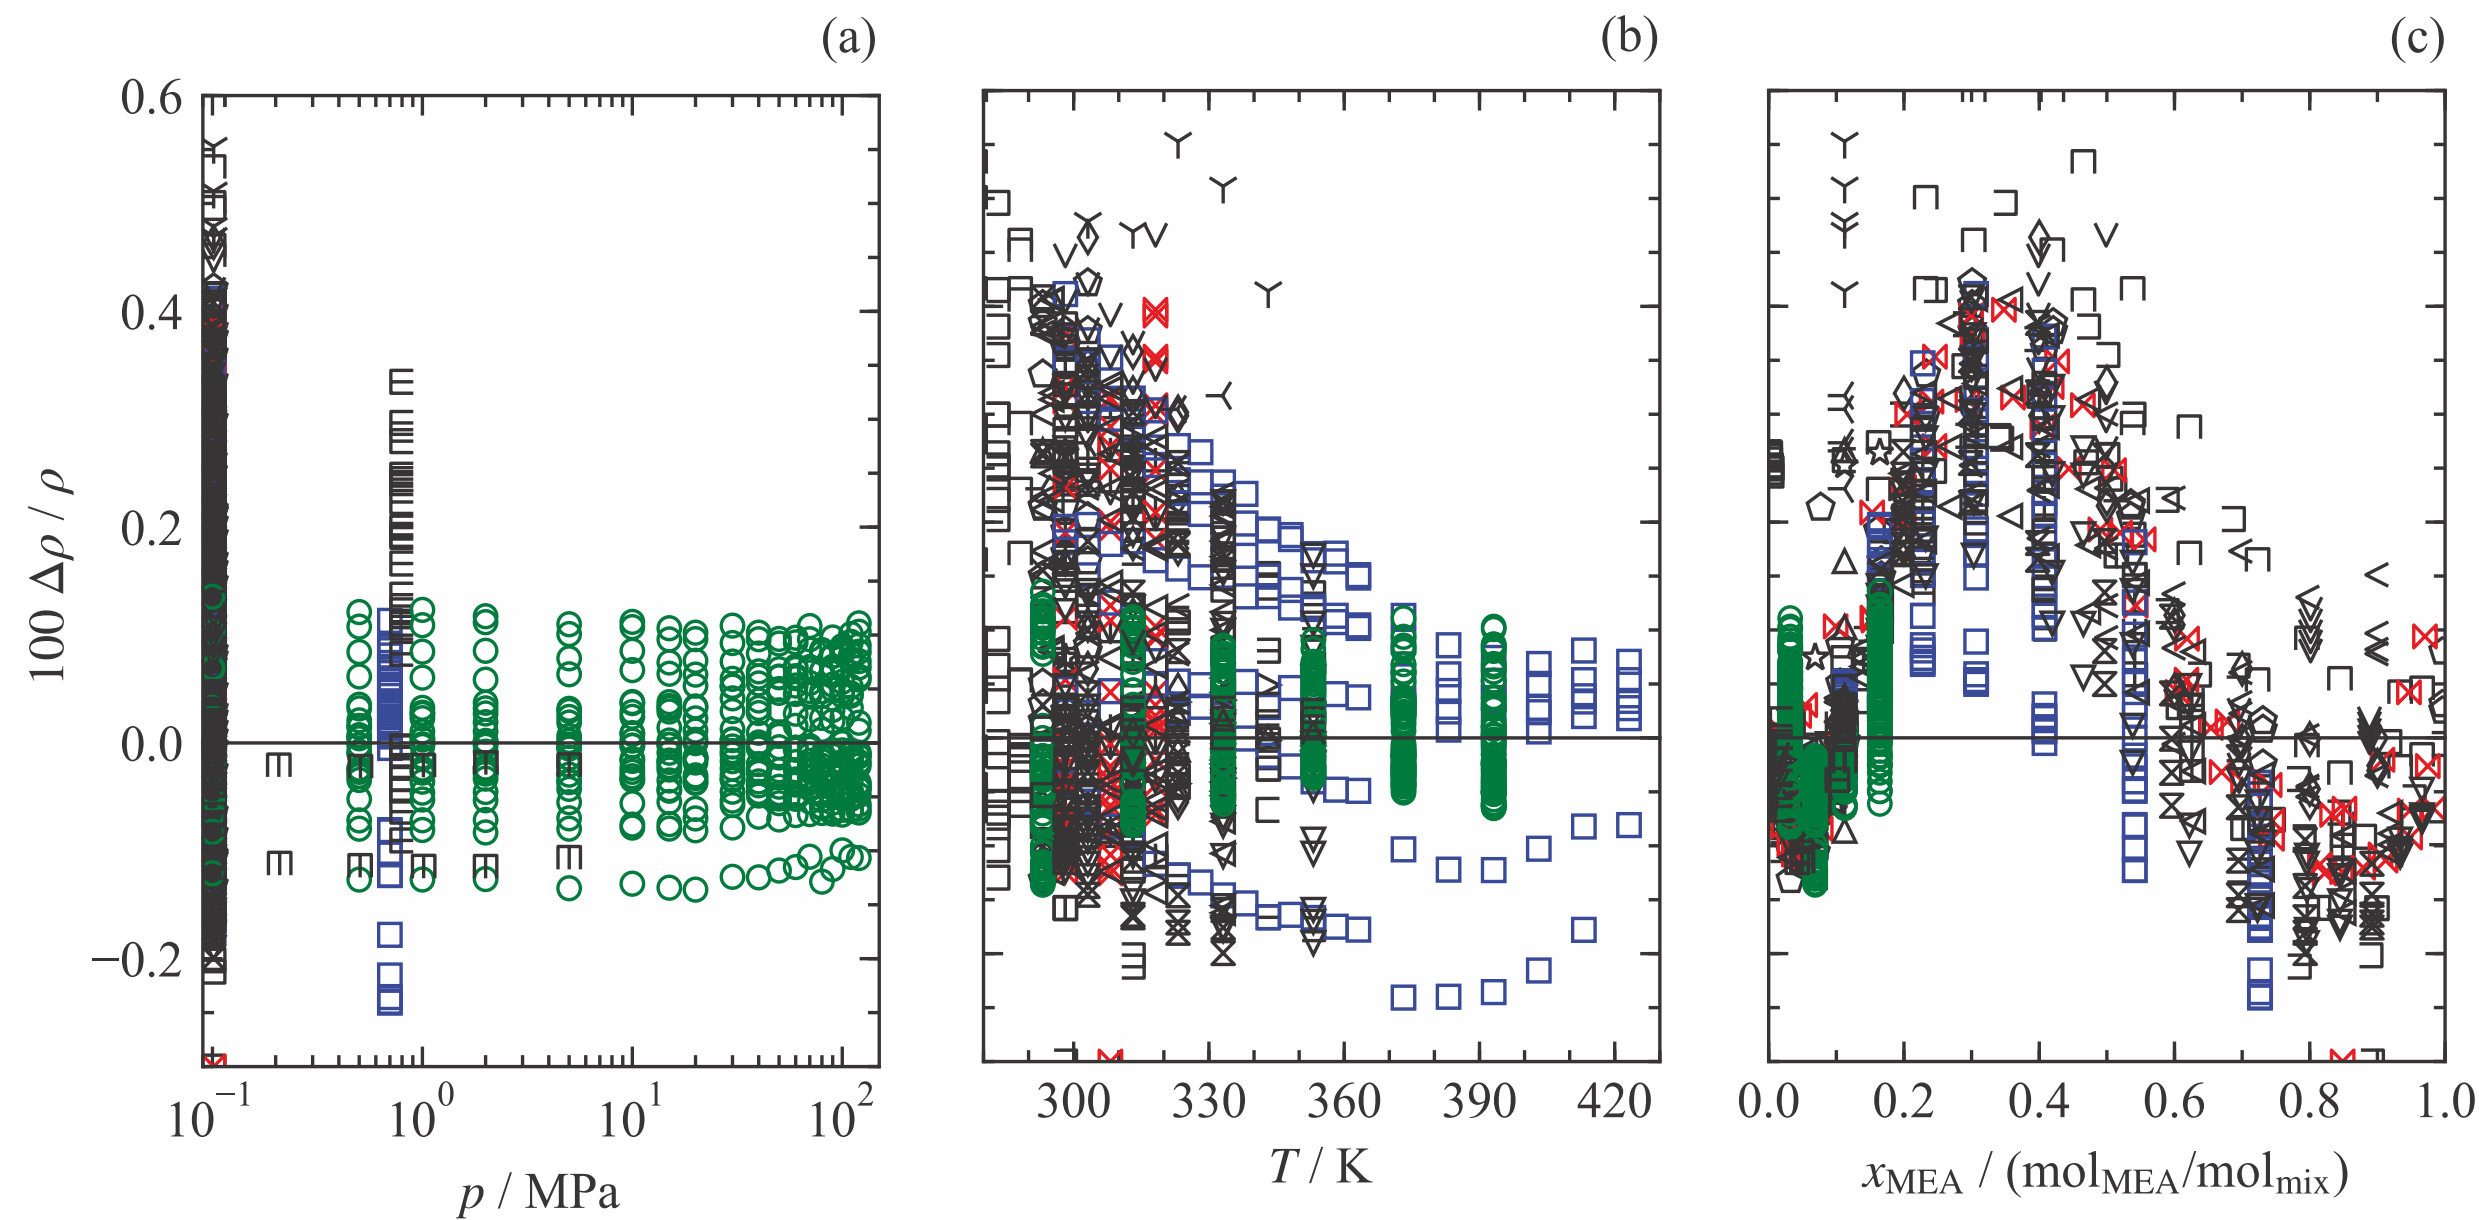 (a)
(b)
(c)
100 Δρ / ρ
0.6
0.4
0.2
0.0
−0.2
10⁻¹ 10⁰ 10¹ 10²
p / MPa
300 330 360 390 420
T / K
0.0 0.2 0.4 0.6 0.8 1.0
xMEA / (molMEA/molmix)